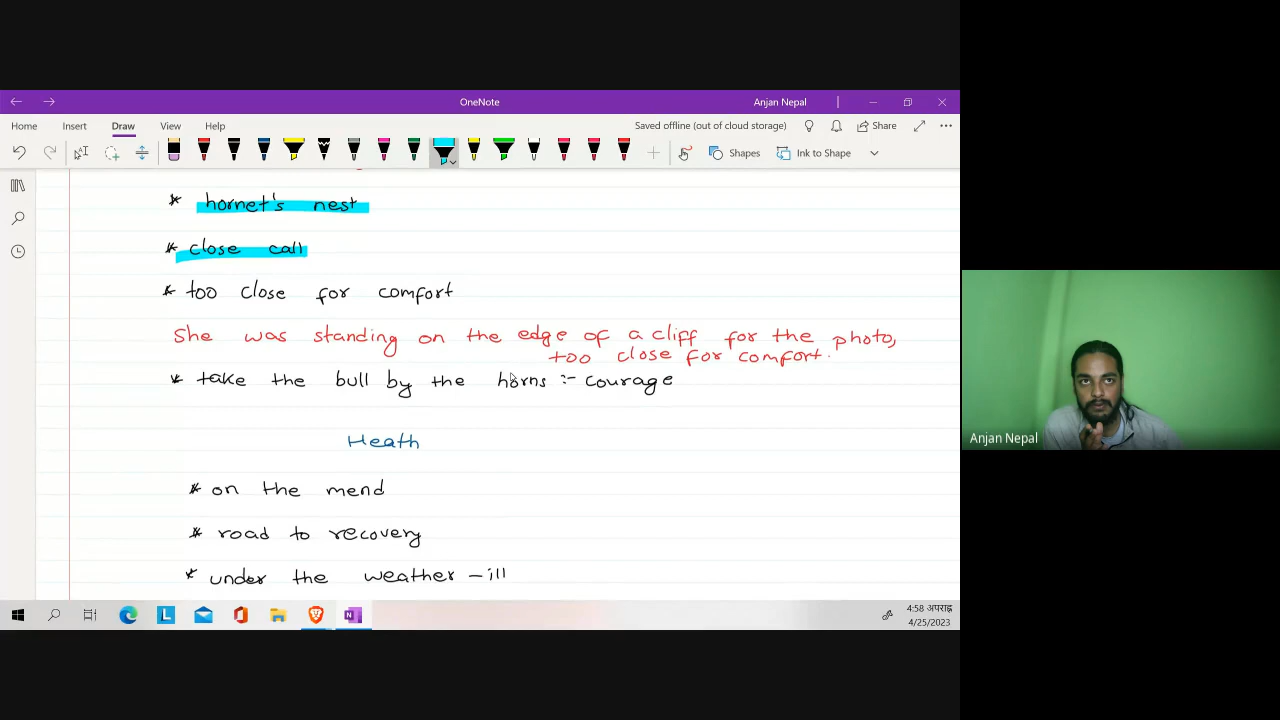 OneNote
Anjan Nepal
Home Insert Draw View Help
Saved offline (out of cloud storage)
Share
Shapes
Ink to Shape
* hornet's nest
* close call
* too close for comfort
She was standing on the edge of a cliff for the photo,
too close for comfort.
* take the bull by the horns :- courage
Heath
* on the mend
* road to recovery
* under the weather - ill
Anjan Nepal
4:58 अपराह्न
4/25/2023